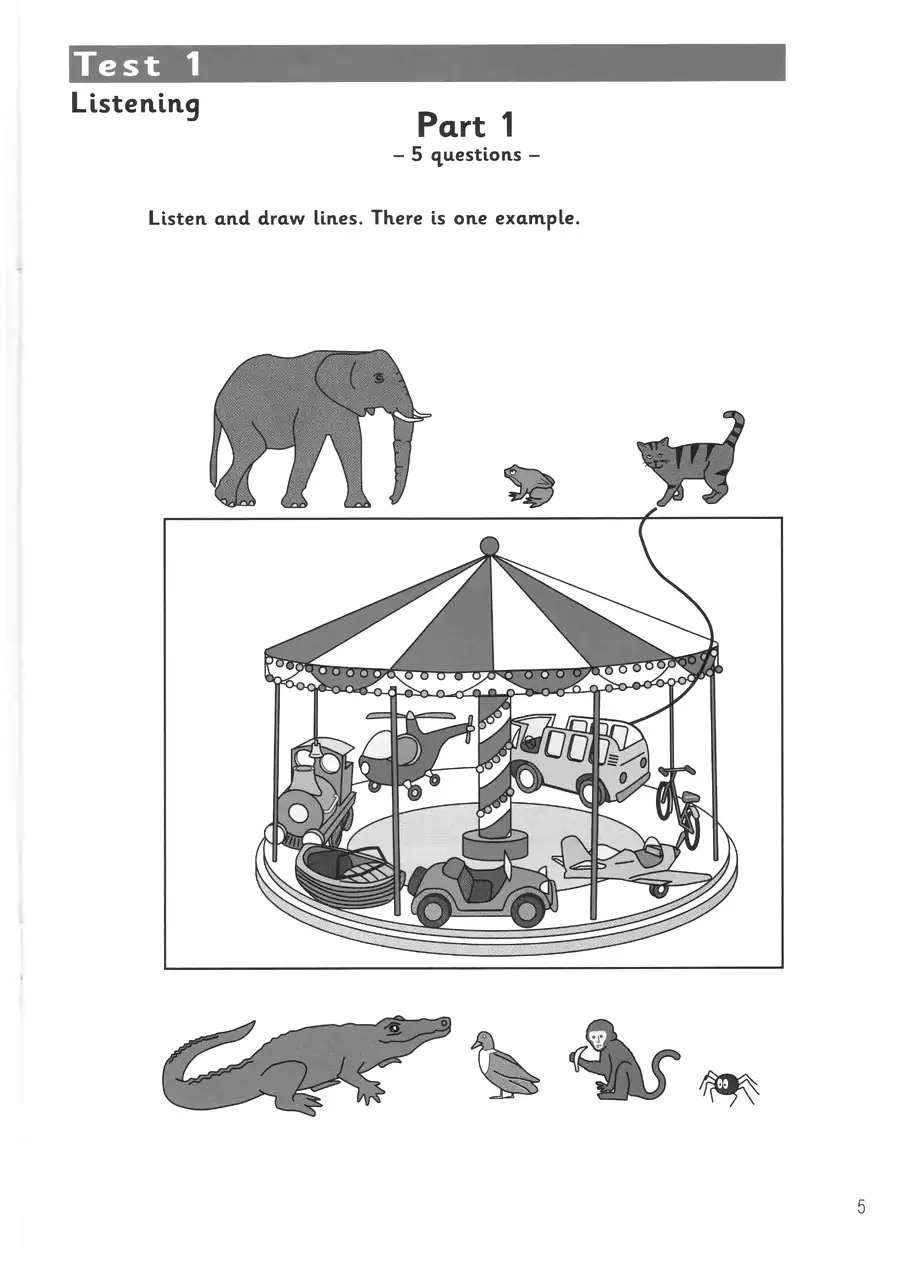 Test 1
Listening
Part 1
– 5 questions –
Listen and draw lines. There is one example.
5